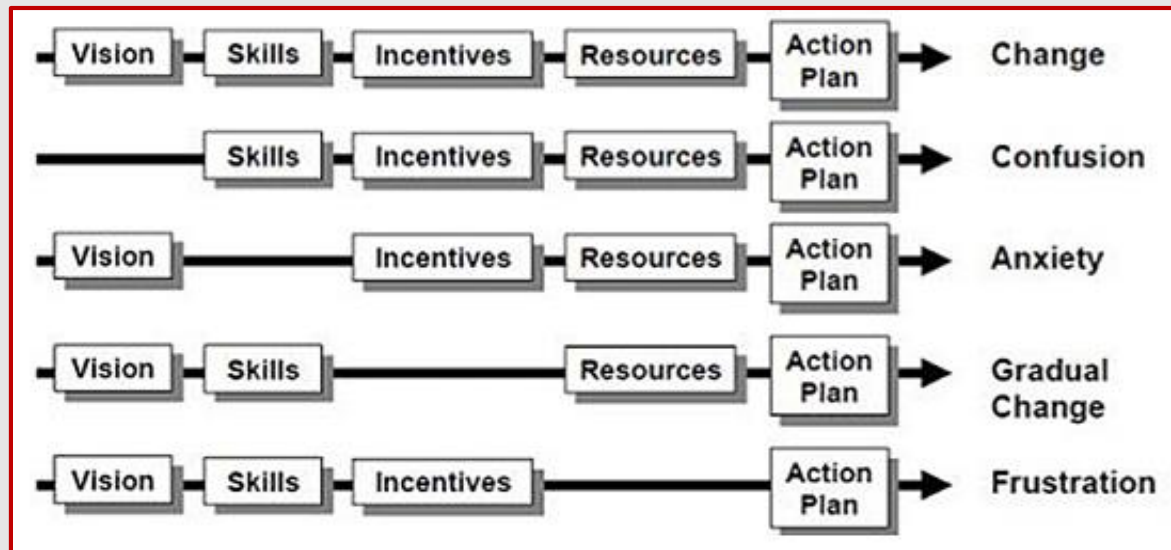 Vision Skills Incentives Resources Action Plan Change
Skills Incentives Resources Action Plan Confusion
Vision Incentives Resources Action Plan Anxiety
Vision Skills Resources Action Plan Gradual Change
Vision Skills Incentives Action Plan Frustration